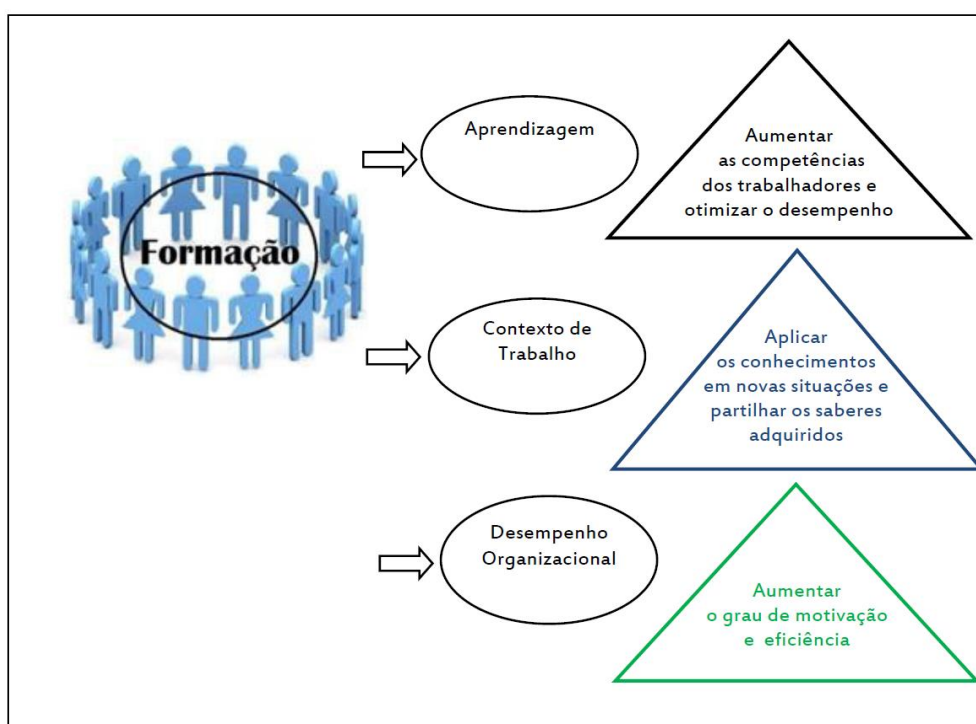 Formação
Aprendizagem
Aumentar
as competências
dos trabalhadores e
otimizar o desempenho
Contexto de
Trabalho
Aplicar
os conhecimentos
em novas situações e
partilhar os saberes
adquiridos
Desempenho
Organizacional
Aumentar
o grau de motivação
e eficiência